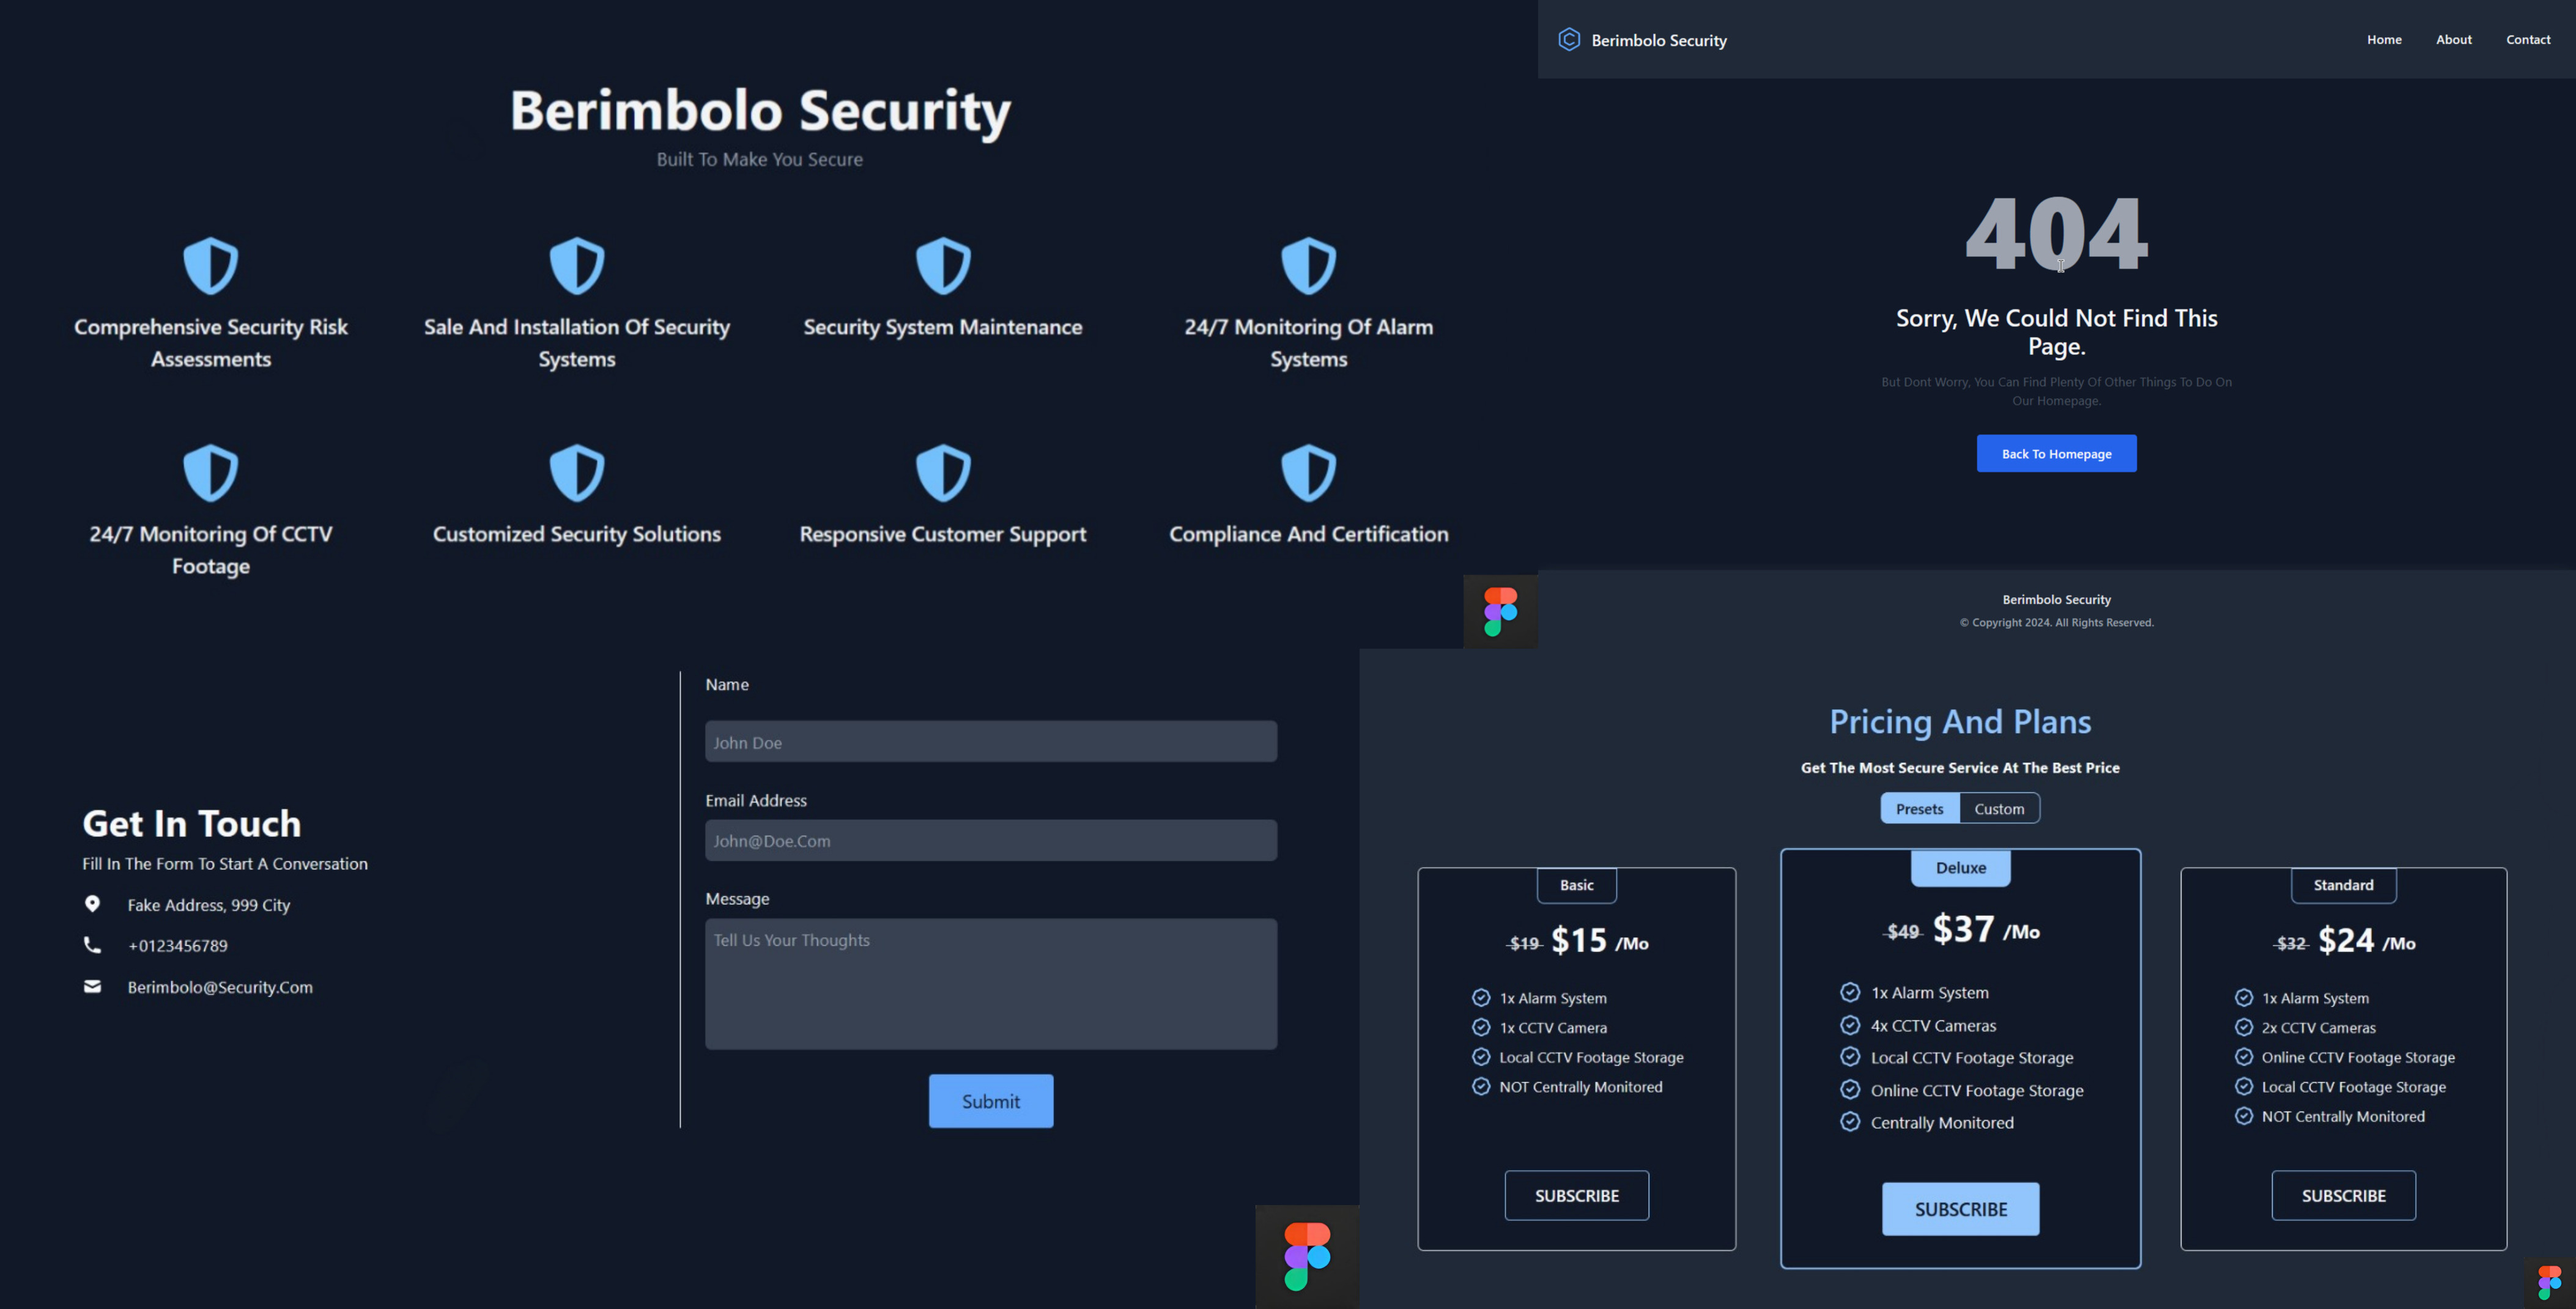 Berimbolo Security
Built To Make You Secure
Comprehensive Security Risk
Assessments
Sale And Installation Of Security
Systems
Security System Maintenance
24/7 Monitoring Of Alarm
Systems
24/7 Monitoring Of CCTV
Footage
Customized Security Solutions
Responsive Customer Support
Compliance And Certification
Berimbolo Security
Home About Contact
404
Sorry, We Could Not Find This
Page.
But Dont Worry, You Can Find Plenty Of Other Things To Do On
Our Homepage.
Back To Homepage
Berimbolo Security
© Copyright 2024. All Rights Reserved.
Get In Touch
Fill In The Form To Start A Conversation
Fake Address, 999 City
+0123456789
Berimbolo@Security.Com
Name
John Doe
Email Address
John@Doe.Com
Message
Tell Us Your Thoughts
Submit
Pricing And Plans
Get The Most Secure Service At The Best Price
Presets Custom
Basic
$19 $15 /Mo
1x Alarm System
1x CCTV Camera
Local CCTV Footage Storage
NOT Centrally Monitored
SUBSCRIBE
Deluxe
$49 $37 /Mo
1x Alarm System
4x CCTV Cameras
Local CCTV Footage Storage
Online CCTV Footage Storage
Centrally Monitored
SUBSCRIBE
Standard
$32 $24 /Mo
1x Alarm System
2x CCTV Cameras
Online CCTV Footage Storage
Local CCTV Footage Storage
NOT Centrally Monitored
SUBSCRIBE